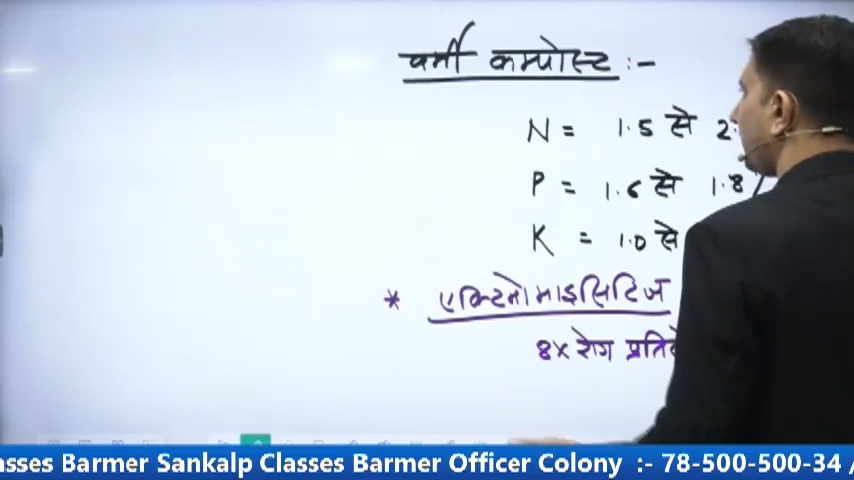 वर्मी कम्पोस्ट :-
N = 1.5 से 2.
P = 1.6 से 1.8
K = 1.0 से
* एक्टिनोमाइसिटिज
8x रोग प्रति
asses Barmer Sankalp Classes Barmer Officer Colony :- 78-500-500-34 /